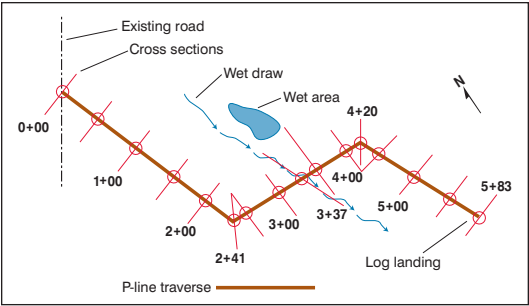 Existing road
Cross sections
Wet draw
Wet area
N
4+20
0+00
1+00
4+00
5+83
2+00
3+00
3+37
5+00
2+41
Log landing
P-line traverse